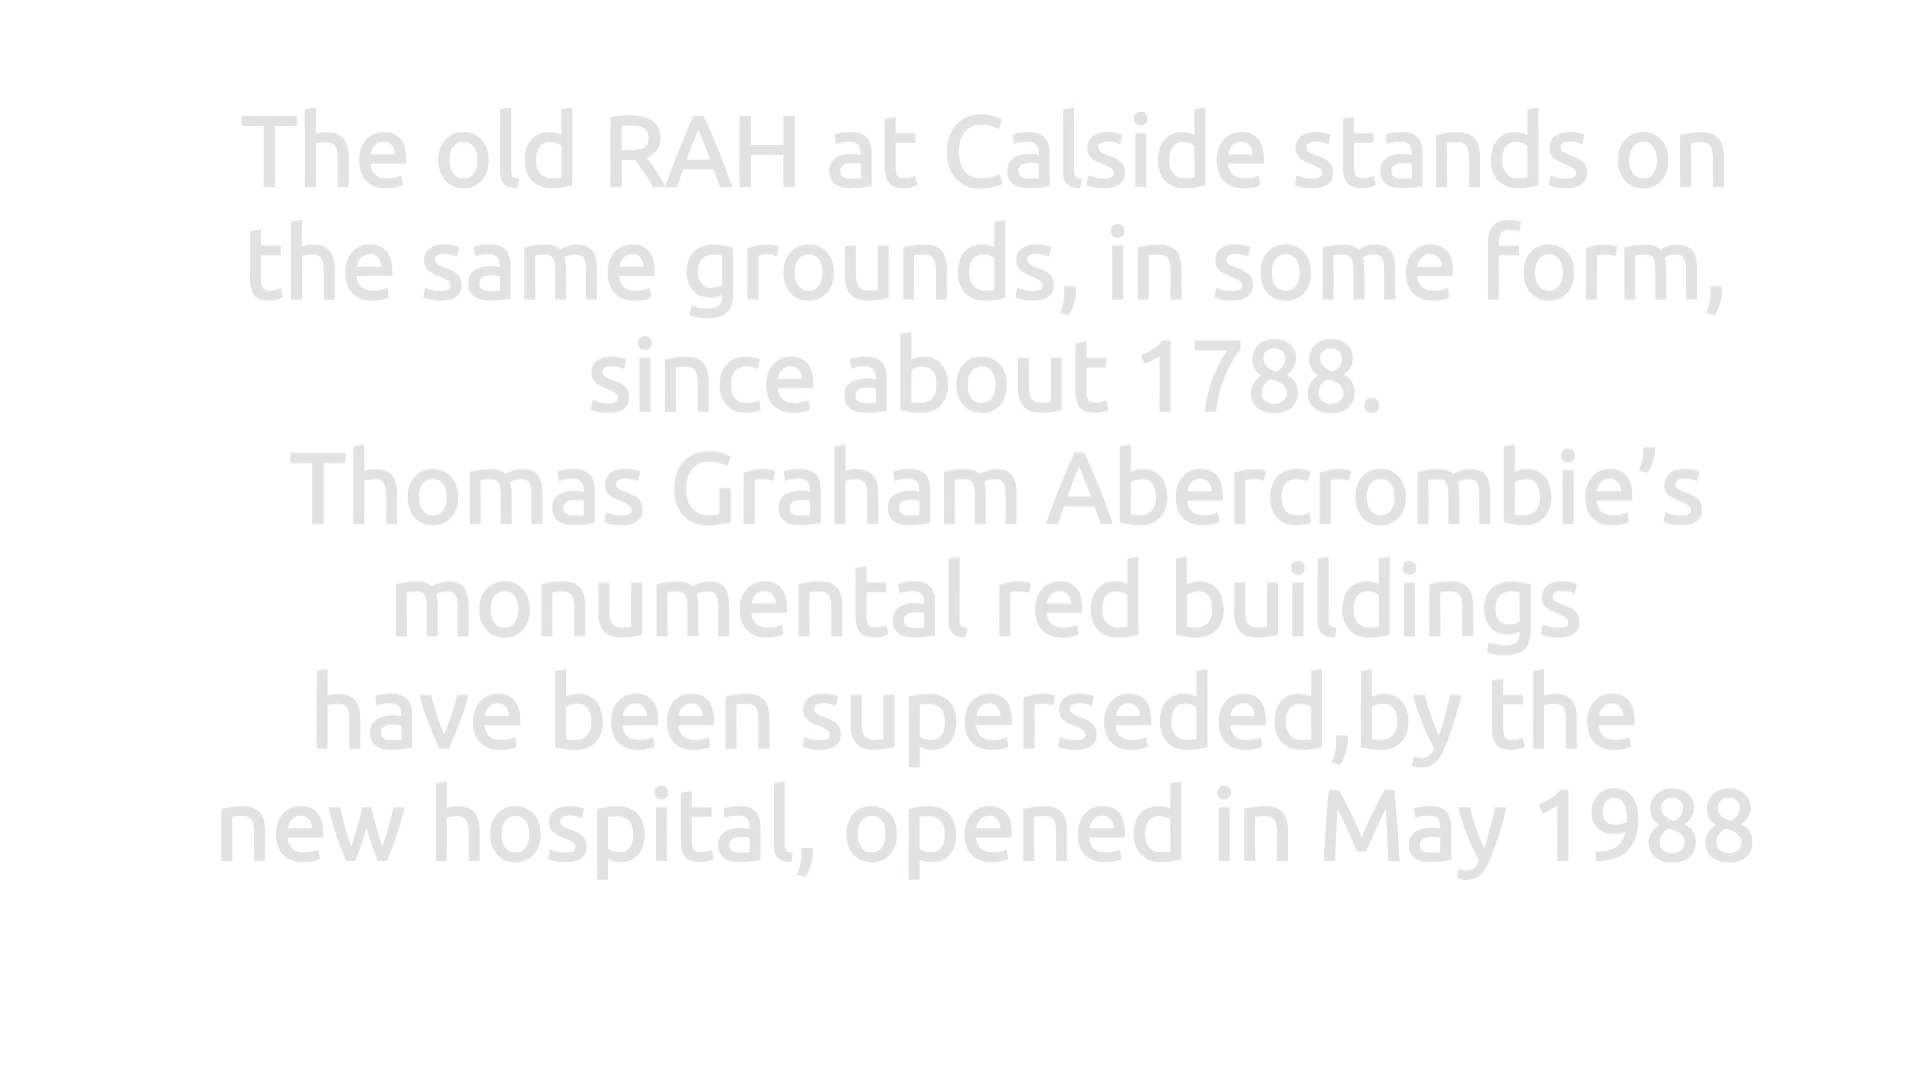 The old RAH at Calside stands on
the same grounds, in some form,
since about 1788.
Thomas Graham Abercrombie’s
monumental red buildings
have been superseded,by the
new hospital, opened in May 1988